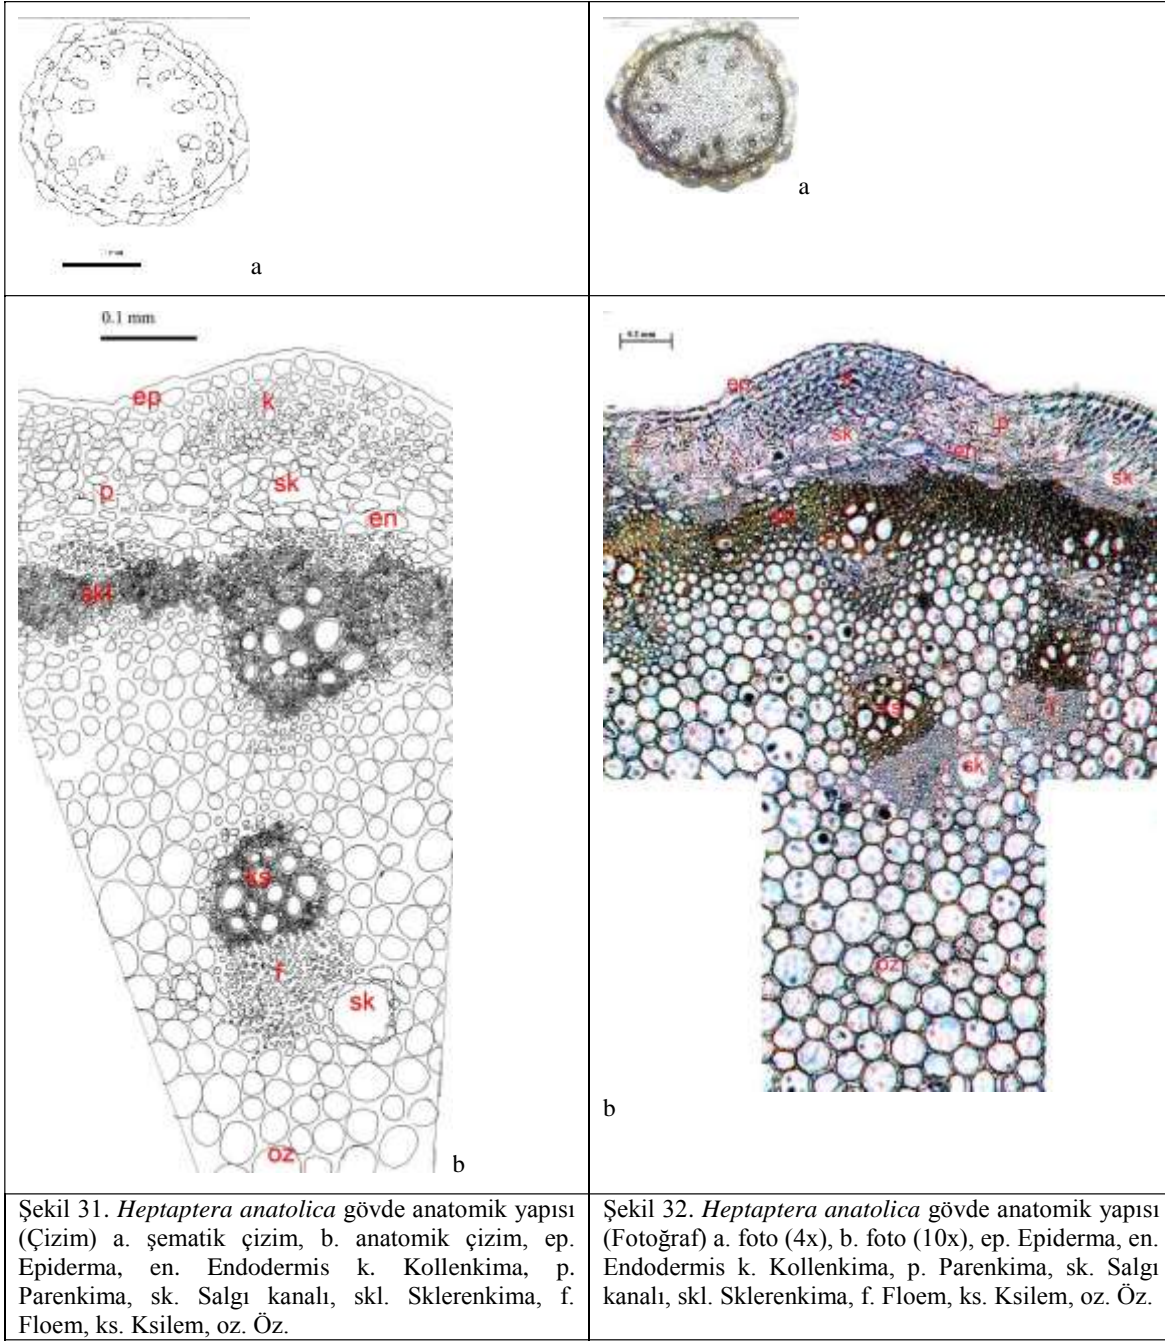 a
a
0.1 mm
ep
k
sk
p
en
skl
ks
f
sk
oz
b
ep
k
p
sk
en
sk
skl
ks
f
sk
oz
b
Şekil 31. Heptaptera anatolica gövde anatomik yapısı
(Çizim) a. şematik çizim, b. anatomik çizim, ep.
Epiderma, en. Endodermis k. Kollenkima, p.
Parenkima, sk. Salgı kanalı, skl. Sklerenkima, f.
Floem, ks. Ksilem, oz. Öz.
Şekil 32. Heptaptera anatolica gövde anatomik yapısı
(Fotoğraf) a. foto (4x), b. foto (10x), ep. Epiderma, en.
Endodermis k. Kollenkima, p. Parenkima, sk. Salgı
kanalı, skl. Sklerenkima, f. Floem, ks. Ksilem, oz. Öz.